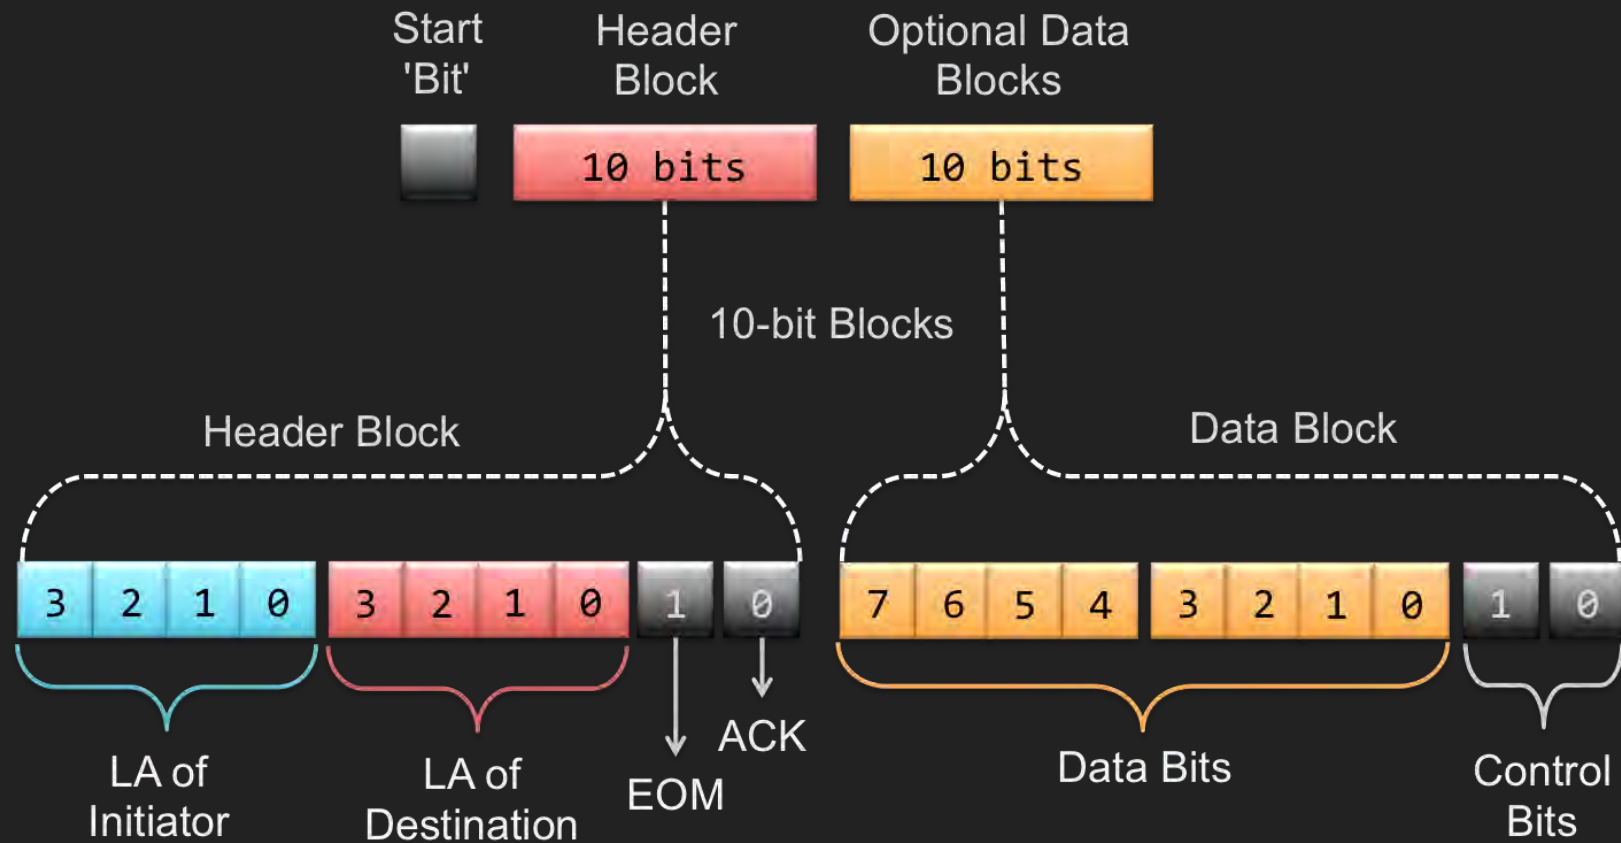 Start
'Bit'
Header
Block
Optional Data
Blocks
10 bits
10 bits
10-bit Blocks
Header Block
Data Block
3 2 1 0 3 2 1 0 1 0
7 6 5 4 3 2 1 0 1 0
LA of
Initiator
LA of
Destination
EOM
ACK
Data Bits
Control
Bits